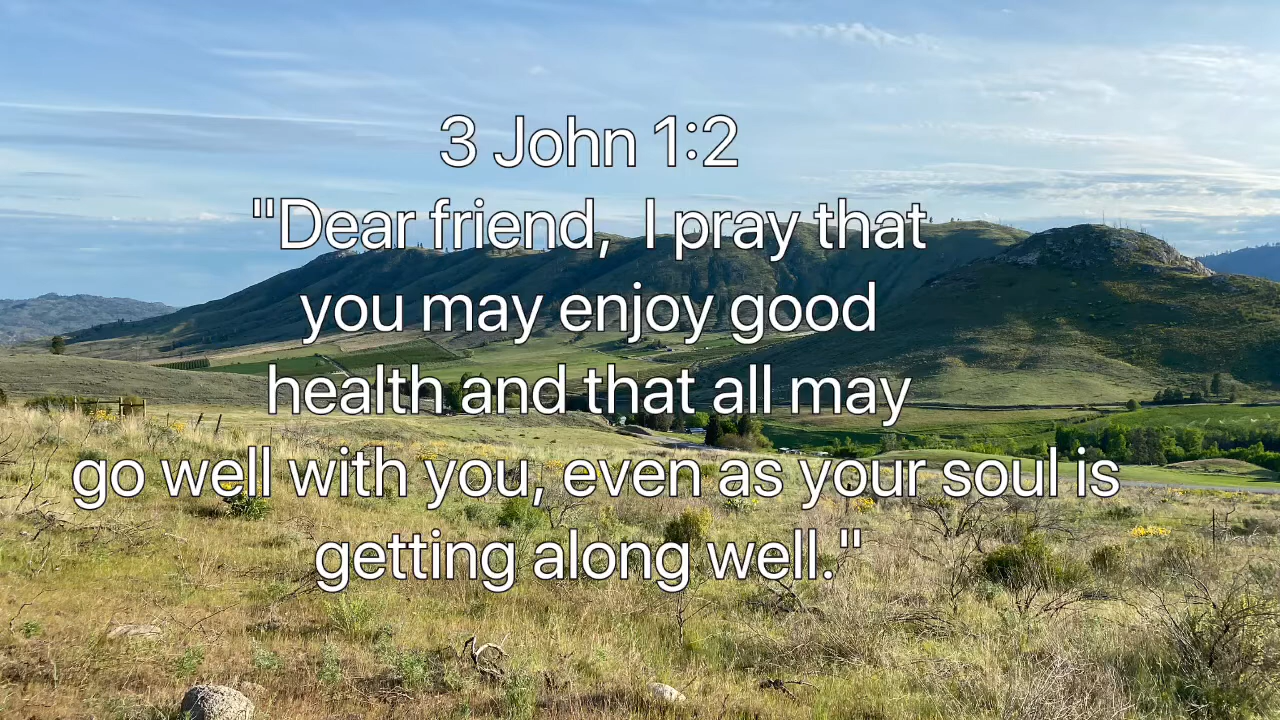 3 John 1:2
"Dear friend,  I pray that
you may enjoy good
health and that all may
go well with you, even as your soul is
getting along well."